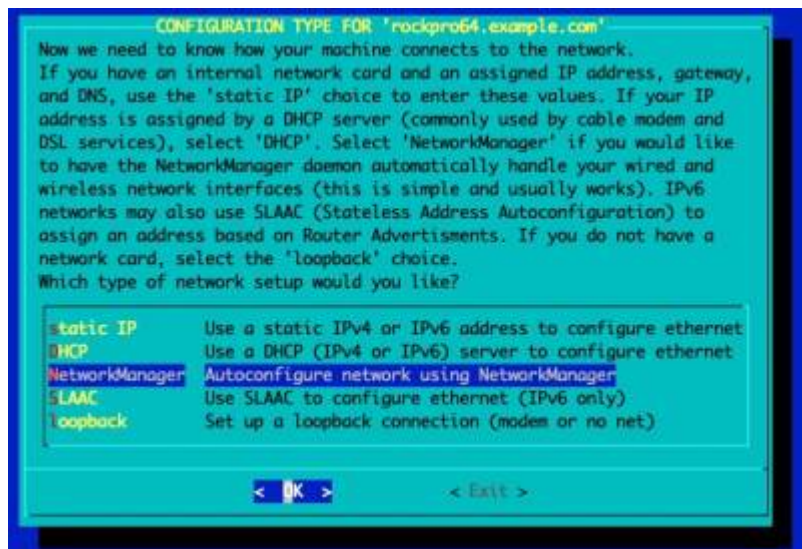 CONFIGURATION TYPE FOR 'rockpro64.example.com'
Now we need to know how your machine connects to the network.
If you have an internal network card and an assigned IP address, gateway,
and DNS, use the 'static IP' choice to enter these values. If your IP
address is assigned by a DHCP server (commonly used by cable modem and
DSL services), select 'DHCP'. Select 'NetworkManager' if you would like
to have the NetworkManager daemon automatically handle your wired and
wireless network interfaces (this is simple and usually works). IPv6
networks may also use SLAAC (Stateless Address Autoconfiguration) to
assign an address based on Router Advertisments. If you do not have a
network card, select the 'loopback' choice.
Which type of network setup would you like?
static IP Use a static IPv4 or IPv6 address to configure ethernet
DHCP Use a DHCP (IPv4 or IPv6) server to configure ethernet
NetworkManager Autoconfigure network using NetworkManager
SLAAC Use SLAAC to configure ethernet (IPv6 only)
loopback Set up a loopback connection (modem or no net)
< OK > < Exit >